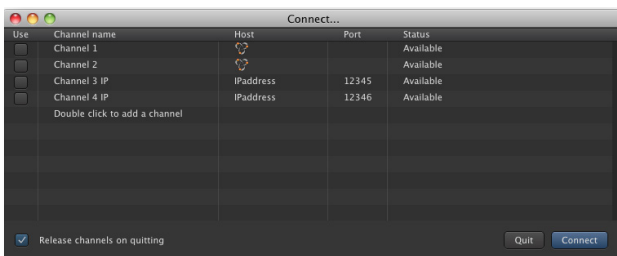 Connect...
Use Channel name Host Port Status
Channel 1 Available
Channel 2 Available
Channel 3 IP IPaddress 12345 Available
Channel 4 IP IPaddress 12346 Available
Double click to add a channel
Release channels on quitting Quit Connect